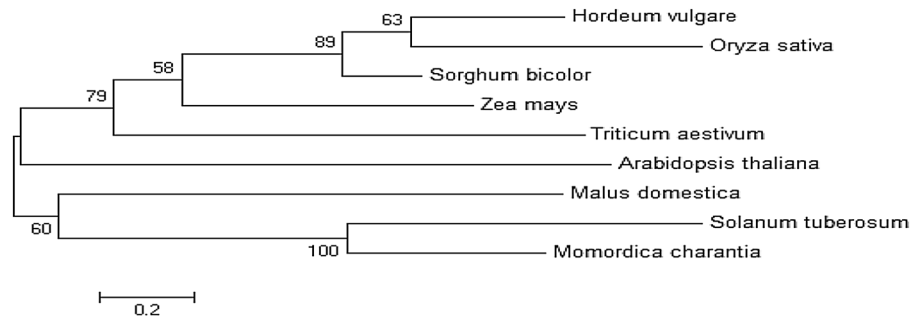 63
Hordeum vulgare
89
Oryza sativa
58
Sorghum bicolor
79
Zea mays
Triticum aestivum
Arabidopsis thaliana
Malus domestica
60
Solanum tuberosum
100
Momordica charantia
0.2